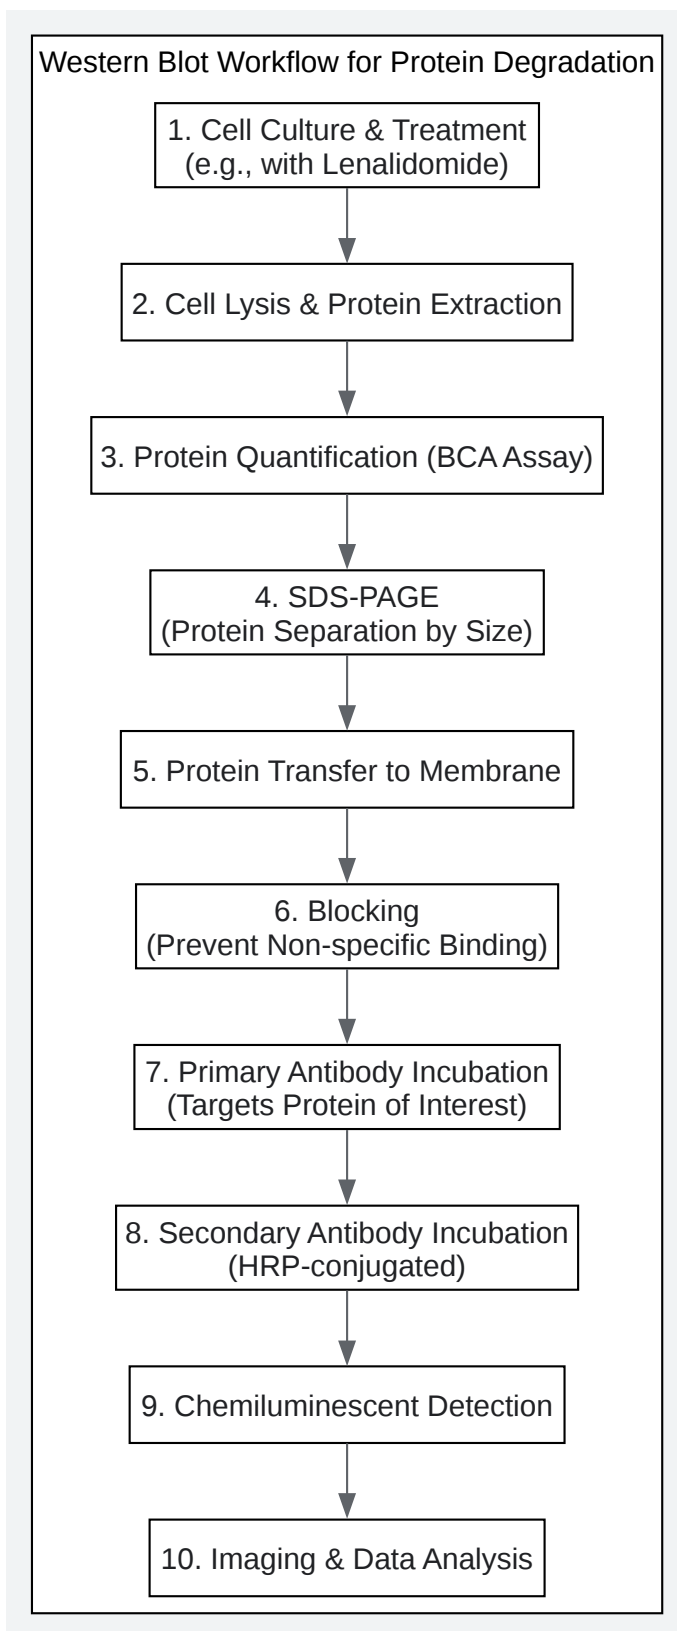 Western Blot Workflow for Protein Degradation
1. Cell Culture & Treatment
(e.g., with Lenalidomide)
2. Cell Lysis & Protein Extraction
3. Protein Quantification (BCA Assay)
4. SDS-PAGE
(Protein Separation by Size)
5. Protein Transfer to Membrane
6. Blocking
(Prevent Non-specific Binding)
7. Primary Antibody Incubation
(Targets Protein of Interest)
8. Secondary Antibody Incubation
(HRP-conjugated)
9. Chemiluminescent Detection
10. Imaging & Data Analysis